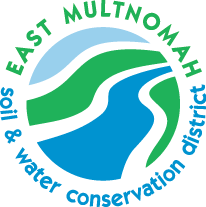 EAST MULTNOMAH
soil & water conservation district